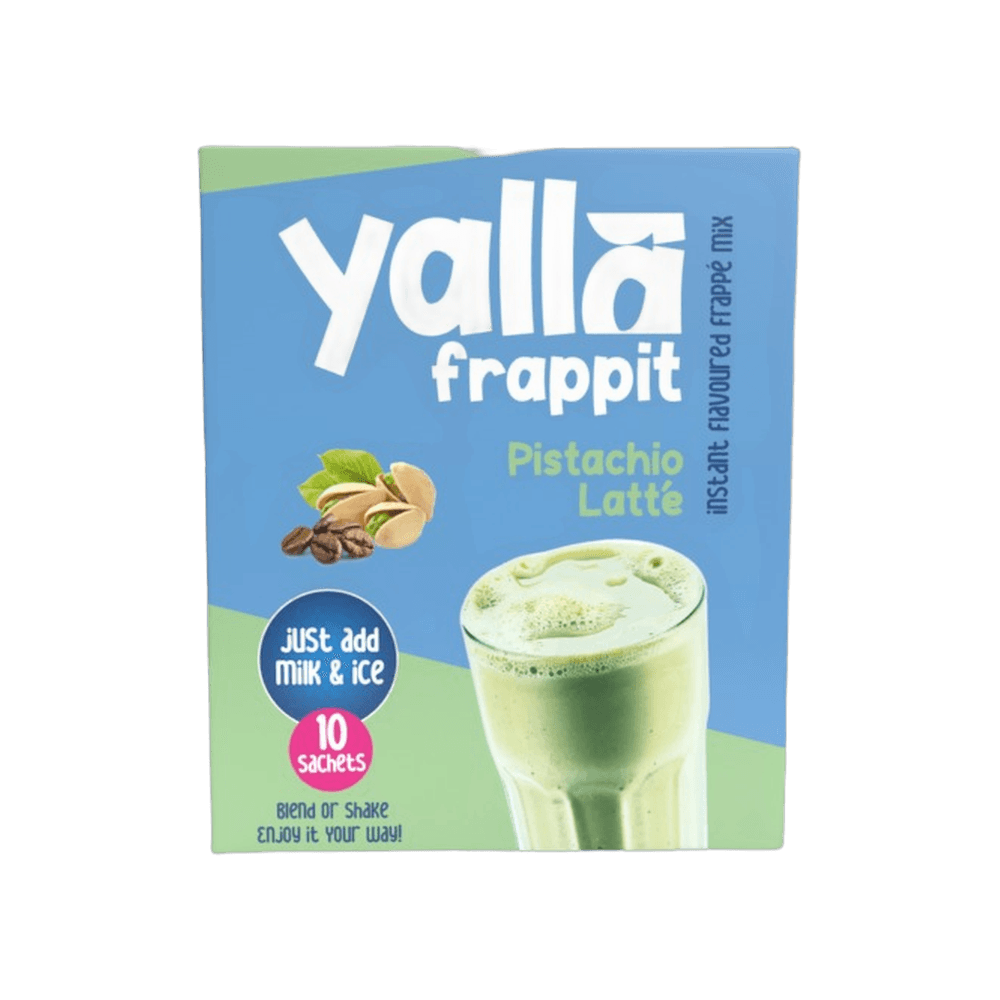 yallā
frappit
instant flavoured frappé mix
Pistachio
Latté
just add
milk & ice
10
sachets
Blend or Shake
Enjoy it your way!